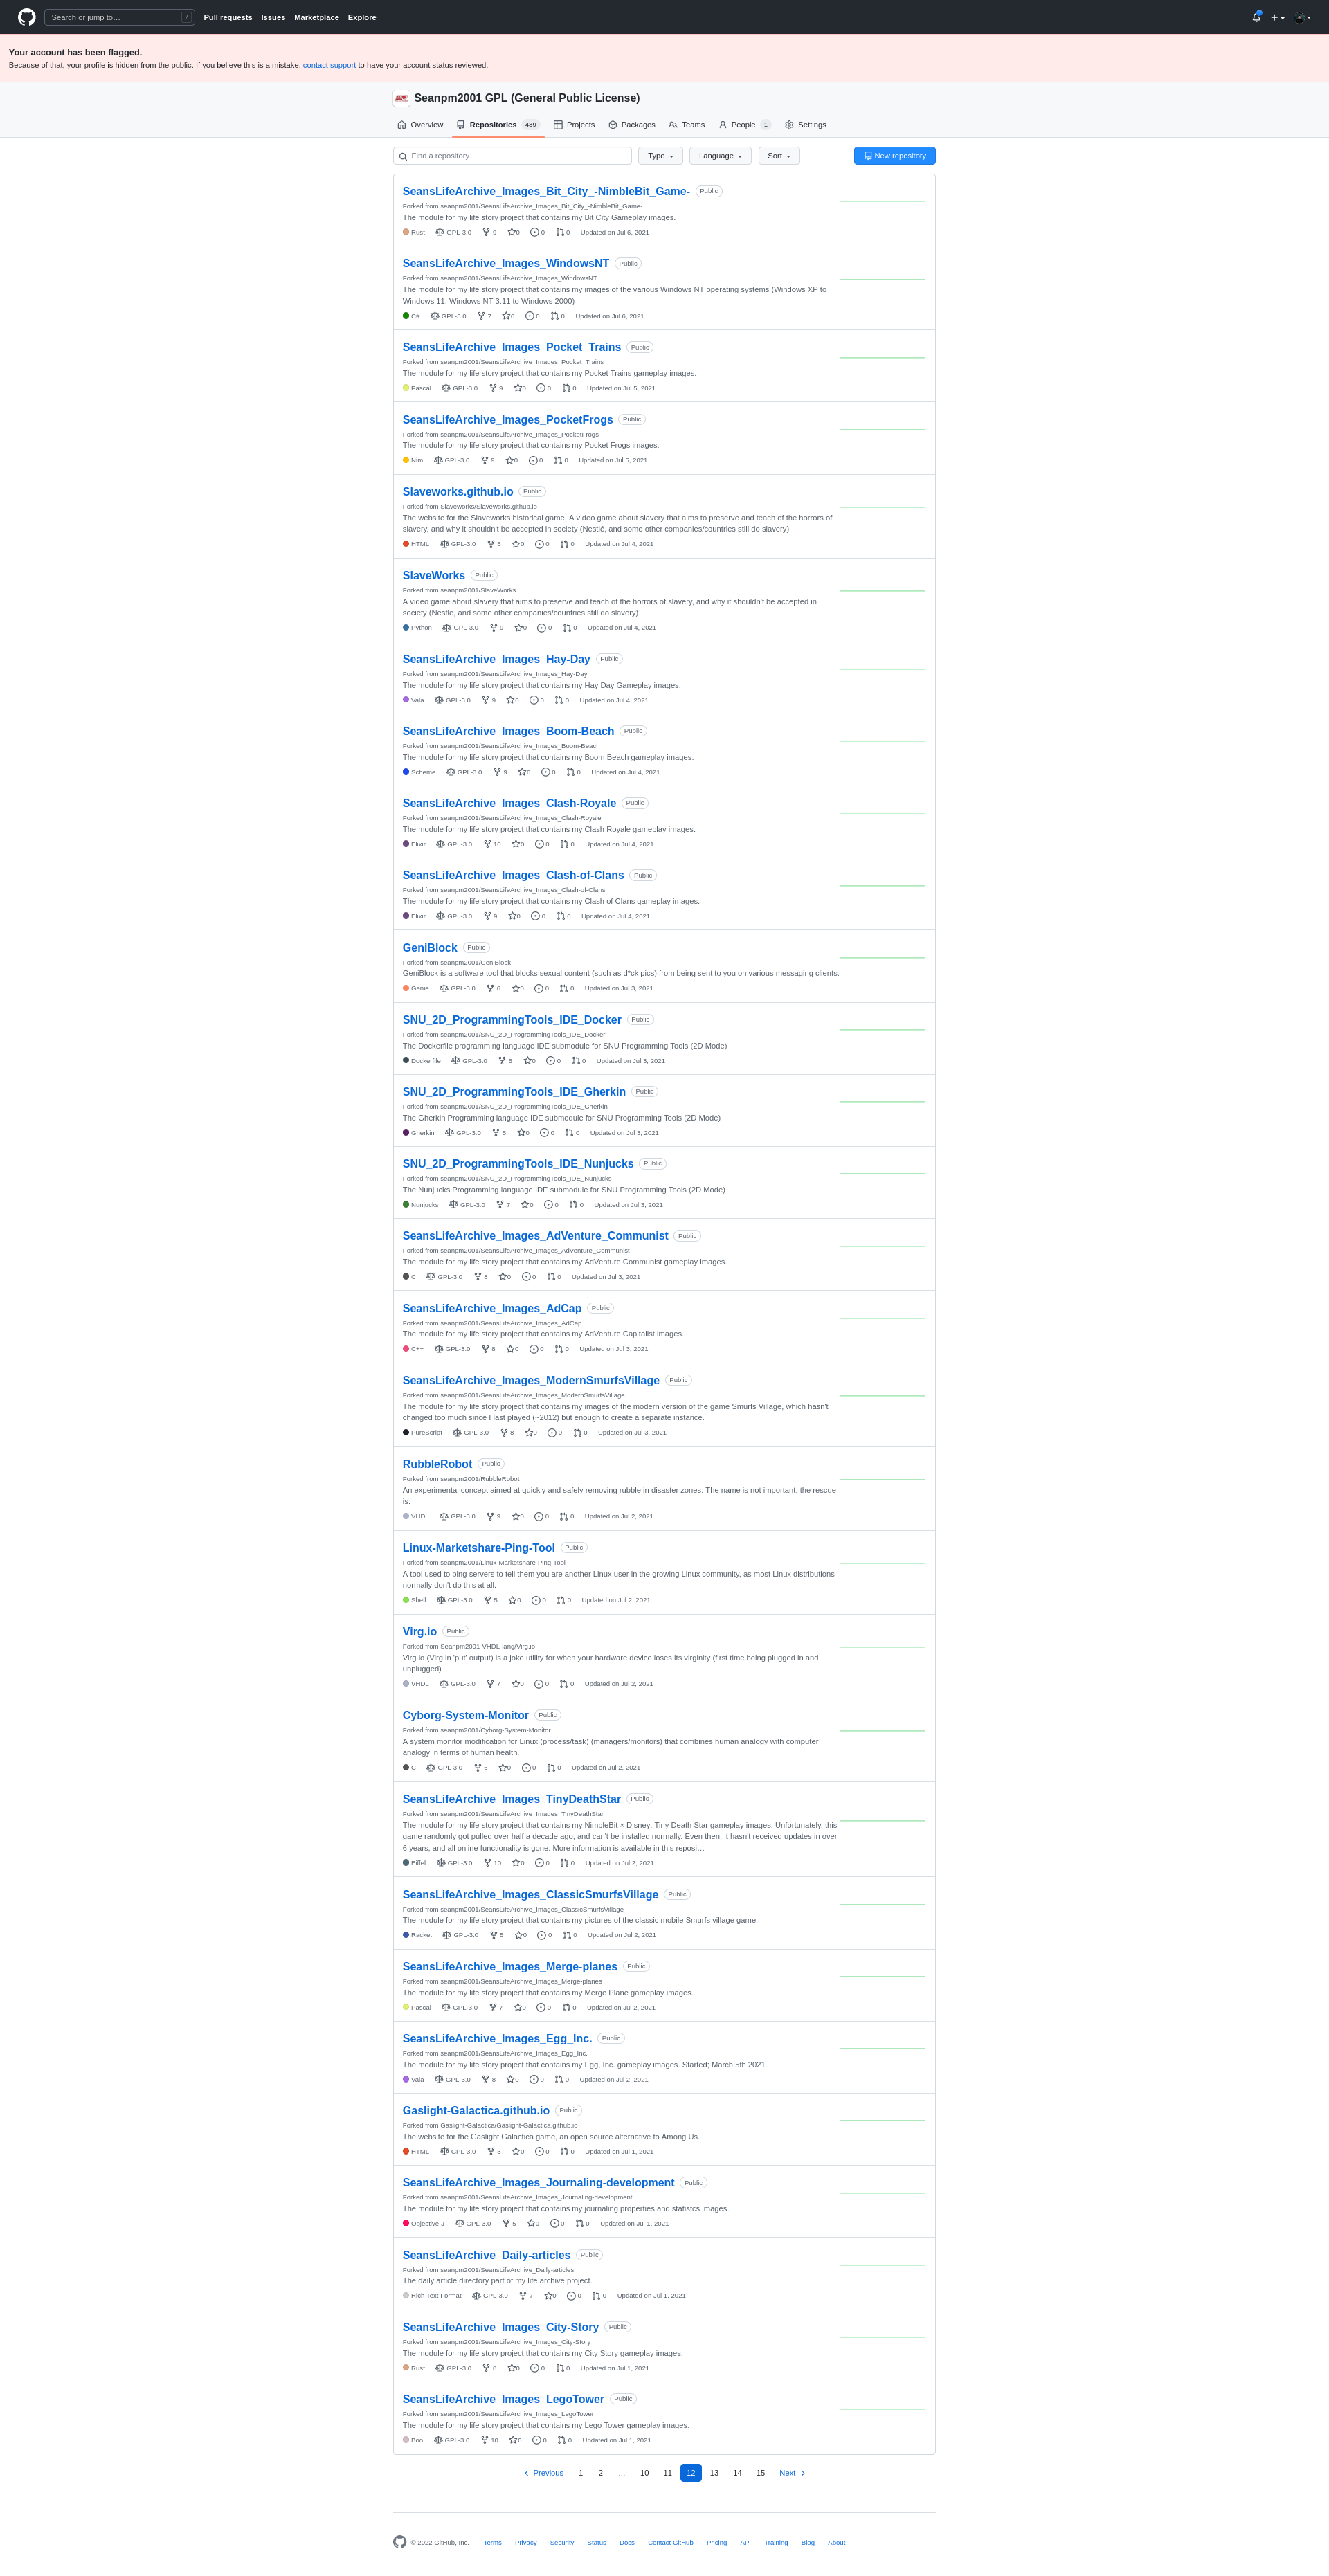 Search or jump to… / Pull requests Issues Marketplace Explore
Your account has been flagged.
Because of that, your profile is hidden from the public. If you believe this is a mistake, contact support to have your account status reviewed.
Seanpm2001 GPL (General Public License)
Overview Repositories 439 Projects Packages Teams People 1 Settings
Find a repository… Type Language Sort New repository
SeansLifeArchive_Images_Bit_City_-NimbleBit_Game- Public
Forked from seanpm2001/SeansLifeArchive_Images_Bit_City_-NimbleBit_Game-
The module for my life story project that contains my Bit City Gameplay images.
Rust GPL-3.0 9 0 0 0 Updated on Jul 6, 2021
SeansLifeArchive_Images_WindowsNT Public
Forked from seanpm2001/SeansLifeArchive_Images_WindowsNT
The module for my life story project that contains my images of the various Windows NT operating systems (Windows XP to
Windows 11, Windows NT 3.11 to Windows 2000)
C# GPL-3.0 7 0 0 0 Updated on Jul 6, 2021
SeansLifeArchive_Images_Pocket_Trains Public
Forked from seanpm2001/SeansLifeArchive_Images_Pocket_Trains
The module for my life story project that contains my Pocket Trains gameplay images.
Pascal GPL-3.0 9 0 0 0 Updated on Jul 5, 2021
SeansLifeArchive_Images_PocketFrogs Public
Forked from seanpm2001/SeansLifeArchive_Images_PocketFrogs
The module for my life story project that contains my Pocket Frogs images.
Nim GPL-3.0 9 0 0 0 Updated on Jul 5, 2021
Slaveworks.github.io Public
Forked from Slaveworks/Slaveworks.github.io
The website for the Slaveworks historical game, A video game about slavery that aims to preserve and teach of the horrors of
slavery, and why it shouldn't be accepted in society (Nestlé, and some other companies/countries still do slavery)
HTML GPL-3.0 5 0 0 0 Updated on Jul 4, 2021
SlaveWorks Public
Forked from seanpm2001/SlaveWorks
A video game about slavery that aims to preserve and teach of the horrors of slavery, and why it shouldn't be accepted in
society (Nestle, and some other companies/countries still do slavery)
Python GPL-3.0 9 0 0 0 Updated on Jul 4, 2021
SeansLifeArchive_Images_Hay-Day Public
Forked from seanpm2001/SeansLifeArchive_Images_Hay-Day
The module for my life story project that contains my Hay Day Gameplay images.
Vala GPL-3.0 9 0 0 0 Updated on Jul 4, 2021
SeansLifeArchive_Images_Boom-Beach Public
Forked from seanpm2001/SeansLifeArchive_Images_Boom-Beach
The module for my life story project that contains my Boom Beach gameplay images.
Scheme GPL-3.0 9 0 0 0 Updated on Jul 4, 2021
SeansLifeArchive_Images_Clash-Royale Public
Forked from seanpm2001/SeansLifeArchive_Images_Clash-Royale
The module for my life story project that contains my Clash Royale gameplay images.
Elixir GPL-3.0 10 0 0 0 Updated on Jul 4, 2021
SeansLifeArchive_Images_Clash-of-Clans Public
Forked from seanpm2001/SeansLifeArchive_Images_Clash-of-Clans
The module for my life story project that contains my Clash of Clans gameplay images.
Elixir GPL-3.0 9 0 0 0 Updated on Jul 4, 2021
GeniBlock Public
Forked from seanpm2001/GeniBlock
GeniBlock is a software tool that blocks sexual content (such as d*ck pics) from being sent to you on various messaging clients.
Genie GPL-3.0 6 0 0 0 Updated on Jul 3, 2021
SNU_2D_ProgrammingTools_IDE_Docker Public
Forked from seanpm2001/SNU_2D_ProgrammingTools_IDE_Docker
The Dockerfile programming language IDE submodule for SNU Programming Tools (2D Mode)
Dockerfile GPL-3.0 5 0 0 0 Updated on Jul 3, 2021
SNU_2D_ProgrammingTools_IDE_Gherkin Public
Forked from seanpm2001/SNU_2D_ProgrammingTools_IDE_Gherkin
The Gherkin Programming language IDE submodule for SNU Programming Tools (2D Mode)
Gherkin GPL-3.0 5 0 0 0 Updated on Jul 3, 2021
SNU_2D_ProgrammingTools_IDE_Nunjucks Public
Forked from seanpm2001/SNU_2D_ProgrammingTools_IDE_Nunjucks
The Nunjucks Programming language IDE submodule for SNU Programming Tools (2D Mode)
Nunjucks GPL-3.0 7 0 0 0 Updated on Jul 3, 2021
SeansLifeArchive_Images_AdVenture_Communist Public
Forked from seanpm2001/SeansLifeArchive_Images_AdVenture_Communist
The module for my life story project that contains my AdVenture Communist gameplay images.
C GPL-3.0 8 0 0 0 Updated on Jul 3, 2021
SeansLifeArchive_Images_AdCap Public
Forked from seanpm2001/SeansLifeArchive_Images_AdCap
The module for my life story project that contains my AdVenture Capitalist images.
C++ GPL-3.0 8 0 0 0 Updated on Jul 3, 2021
SeansLifeArchive_Images_ModernSmurfsVillage Public
Forked from seanpm2001/SeansLifeArchive_Images_ModernSmurfsVillage
The module for my life story project that contains my images of the modern version of the game Smurfs Village, which hasn't
changed too much since I last played (~2012) but enough to create a separate instance.
PureScript GPL-3.0 8 0 0 0 Updated on Jul 3, 2021
RubbleRobot Public
Forked from seanpm2001/RubbleRobot
An experimental concept aimed at quickly and safely removing rubble in disaster zones. The name is not important, the rescue
is.
VHDL GPL-3.0 9 0 0 0 Updated on Jul 2, 2021
Linux-Marketshare-Ping-Tool Public
Forked from seanpm2001/Linux-Marketshare-Ping-Tool
A tool used to ping servers to tell them you are another Linux user in the growing Linux community, as most Linux distributions
normally don't do this at all.
Shell GPL-3.0 5 0 0 0 Updated on Jul 2, 2021
Virg.io Public
Forked from Seanpm2001-VHDL-lang/Virg.io
Virg.io (Virg in 'put' output) is a joke utility for when your hardware device loses its virginity (first time being plugged in and
unplugged)
VHDL GPL-3.0 7 0 0 0 Updated on Jul 2, 2021
Cyborg-System-Monitor Public
Forked from seanpm2001/Cyborg-System-Monitor
A system monitor modification for Linux (process/task) (managers/monitors) that combines human analogy with computer
analogy in terms of human health.
C GPL-3.0 6 0 0 0 Updated on Jul 2, 2021
SeansLifeArchive_Images_TinyDeathStar Public
Forked from seanpm2001/SeansLifeArchive_Images_TinyDeathStar
The module for my life story project that contains my NimbleBit × Disney: Tiny Death Star gameplay images. Unfortunately, this
game randomly got pulled over half a decade ago, and can't be installed normally. Even then, it hasn't received updates in over
6 years, and all online functionality is gone. More information is available in this reposi…
Eiffel GPL-3.0 10 0 0 0 Updated on Jul 2, 2021
SeansLifeArchive_Images_ClassicSmurfsVillage Public
Forked from seanpm2001/SeansLifeArchive_Images_ClassicSmurfsVillage
The module for my life story project that contains my pictures of the classic mobile Smurfs village game.
Racket GPL-3.0 5 0 0 0 Updated on Jul 2, 2021
SeansLifeArchive_Images_Merge-planes Public
Forked from seanpm2001/SeansLifeArchive_Images_Merge-planes
The module for my life story project that contains my Merge Plane gameplay images.
Pascal GPL-3.0 7 0 0 0 Updated on Jul 2, 2021
SeansLifeArchive_Images_Egg_Inc. Public
Forked from seanpm2001/SeansLifeArchive_Images_Egg_Inc.
The module for my life story project that contains my Egg, Inc. gameplay images. Started; March 5th 2021.
Vala GPL-3.0 8 0 0 0 Updated on Jul 2, 2021
Gaslight-Galactica.github.io Public
Forked from Gaslight-Galactica/Gaslight-Galactica.github.io
The website for the Gaslight Galactica game, an open source alternative to Among Us.
HTML GPL-3.0 3 0 0 0 Updated on Jul 1, 2021
SeansLifeArchive_Images_Journaling-development Public
Forked from seanpm2001/SeansLifeArchive_Images_Journaling-development
The module for my life story project that contains my journaling properties and statistcs images.
Objective-J GPL-3.0 5 0 0 0 Updated on Jul 1, 2021
SeansLifeArchive_Daily-articles Public
Forked from seanpm2001/SeansLifeArchive_Daily-articles
The daily article directory part of my life archive project.
Rich Text Format GPL-3.0 7 0 0 0 Updated on Jul 1, 2021
SeansLifeArchive_Images_City-Story Public
Forked from seanpm2001/SeansLifeArchive_Images_City-Story
The module for my life story project that contains my City Story gameplay images.
Rust GPL-3.0 8 0 0 0 Updated on Jul 1, 2021
SeansLifeArchive_Images_LegoTower Public
Forked from seanpm2001/SeansLifeArchive_Images_LegoTower
The module for my life story project that contains my Lego Tower gameplay images.
Boo GPL-3.0 10 0 0 0 Updated on Jul 1, 2021
Previous 1 2 … 10 11 12 13 14 15 Next
© 2022 GitHub, Inc. Terms Privacy Security Status Docs Contact GitHub Pricing API Training Blog About